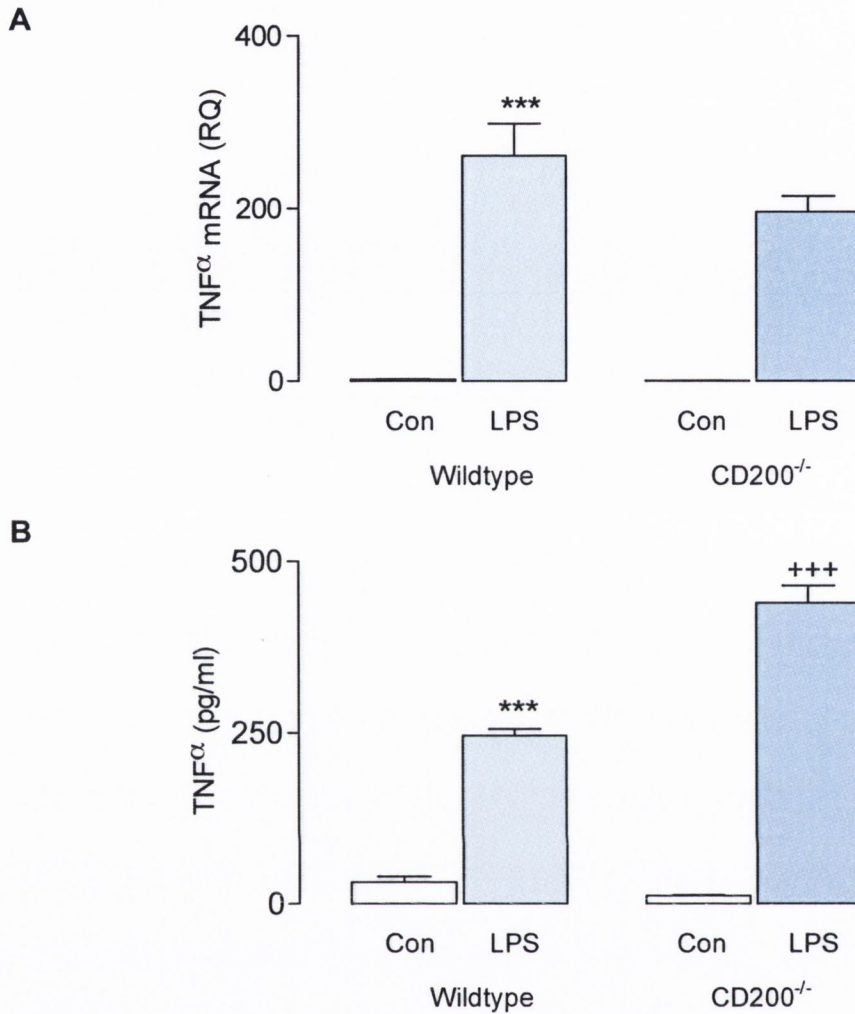 A
400
200
0
TNFα mRNA (RQ)
***
Con LPS Con LPS
Wildtype CD200-/-
B
500
250
0
TNFα (pg/ml)
***
+++
Con LPS Con LPS
Wildtype CD200-/-